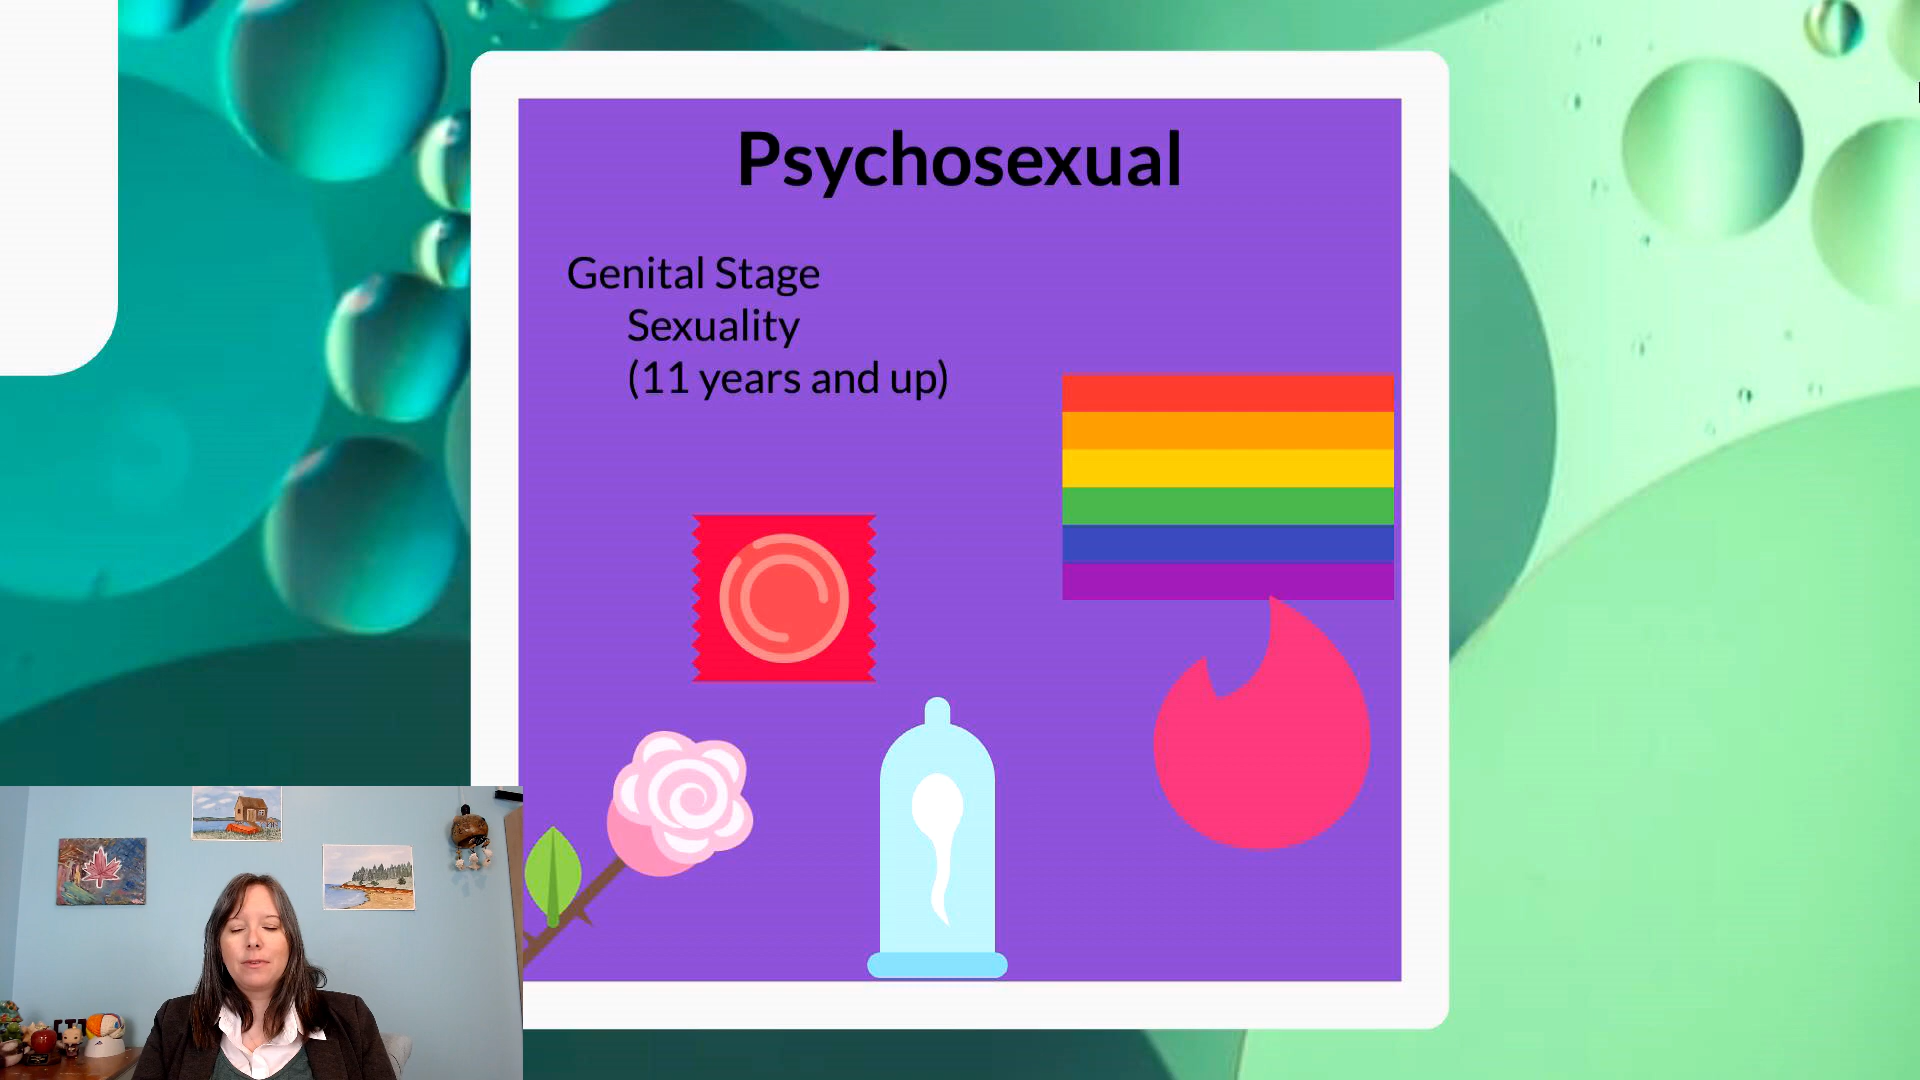 Psychosexual
Genital Stage
Sexuality
(11 years and up)